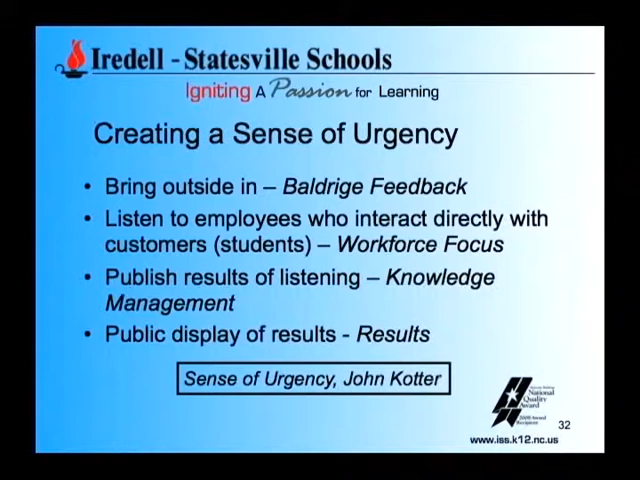 Iredell - Statesville Schools
Igniting A Passion for Learning
Creating a Sense of Urgency
• Bring outside in – Baldrige Feedback
• Listen to employees who interact directly with
customers (students) – Workforce Focus
• Publish results of listening – Knowledge
Management
• Public display of results - Results
Sense of Urgency, John Kotter
National
Quality
Award
Recipient
32
www.iss.k12.nc.us